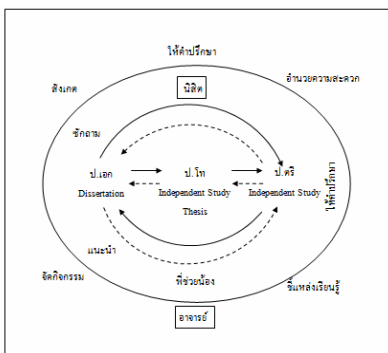 ให้คำปรึกษา
สังเกต
นิสิต
อำนวยความสะดวก
ซักถาม
ป.เอก
ป.โท
ป.ตรี
Dissertation
Independent Study
Independent Study
Thesis
ให้คำปรึกษา
แนะนำ
จัดกิจกรรม
พี่ช่วยน้อง
ชี้แหล่งเรียนรู้
อาจารย์